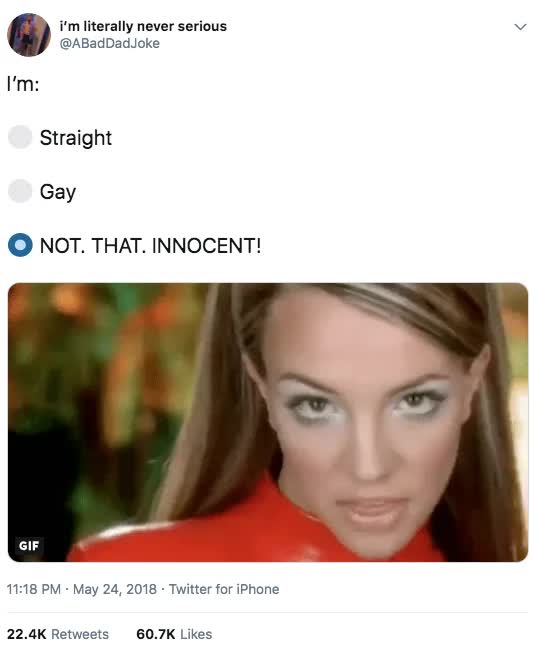 i'm literally never serious
@ABadDadJoke
I'm:
Straight
Gay
NOT. THAT. INNOCENT!
GIF
11:18 PM · May 24, 2018 · Twitter for iPhone
22.4K Retweets 60.7K Likes